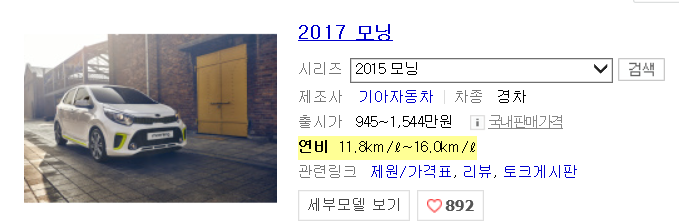 2017 모닝
시리즈 2015 모닝 검색
제조사 기아자동차 | 차종 경차
출시가 945~1,544만원 i 국내판매가격
연비 11.8km/ℓ~16.0km/ℓ
관련링크 제원/가격표, 리뷰, 토크게시판
세부모델 보기 ♡ 892